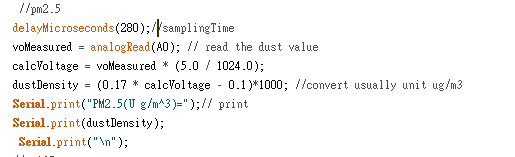 //pm2.5
delayMicroseconds(280);//samplingTime
voMeasured = analogRead(A0); // read the dust value
calcVoltage = voMeasured * (5.0 / 1024.0);
dustDensity = (0.17 * calcVoltage - 0.1)*1000; //convert usually unit ug/m3
Serial.print("PM2.5(U g/m^3)=");// print
Serial.print(dustDensity);
Serial.print("\n");